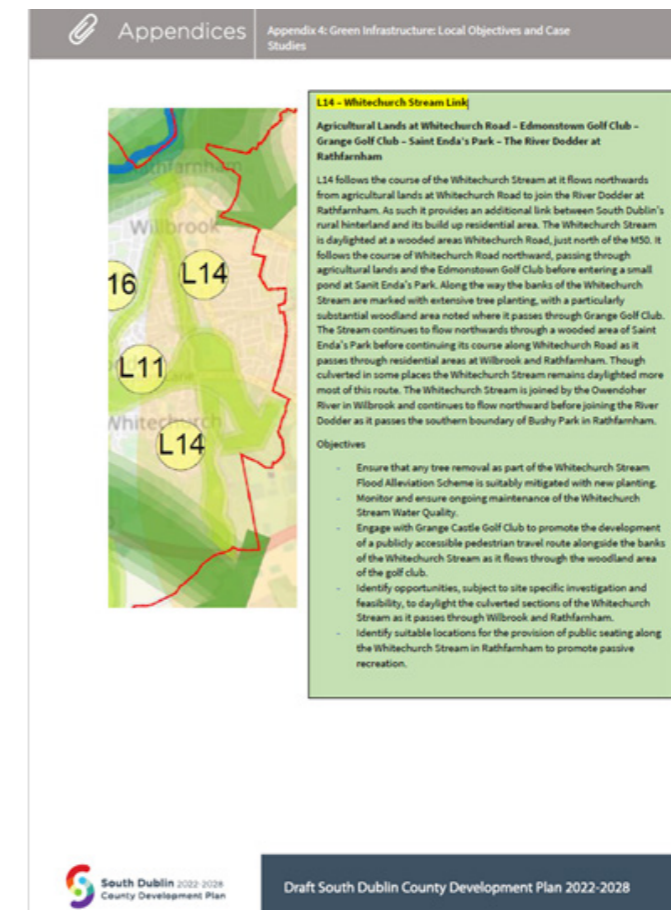 Appendices
Appendix 4: Green Infrastructure: Local Objectives and Case
Studies
Willbrook
16
L14
L11
Whitechurch
L14
L14 – Whitechurch Stream Link
Agricultural Lands at Whitechurch Road – Edmonstown Golf Club –
Grange Golf Club – Saint Enda's Park – The River Dodder at
Rathfarnham
L14 follows the course of the Whitechurch Stream at it flows northwards
from agricultural lands at Whitechurch Road to join the River Dodder at
Rathfarnham. As such it provides an additional link between South Dublin's
rural hinterland and its build up residential area. The Whitechurch Stream
is daylighted at a wooded areas Whitechurch Road, just north of the M50. It
follows the course of Whitechurch Road northward, passing through
agricultural lands and the Edmonstown Golf Club before entering a small
pond at Sanit Enda's Park. Along the way the banks of the Whitechurch
Stream are marked with extensive tree planting, with a particularly
substantial woodland area noted where it passes through Grange Golf Club.
The Stream continues to flow northwards through a wooded area of Saint
Enda's Park before continuing its course along Whitechurch Road as it
passes through residential areas at Wilbrook and Rathfarnham. Though
culverted in some places the Whitechurch Stream remains daylighted more
most of this route. The Whitechurch Stream is joined by the Owendoher
River in Wilbrook and continues to flow northward before joining the River
Dodder as it passes the southern boundary of Bushy Park in Rathfarnham.
Objectives
- Ensure that any tree removal as part of the Whitechurch Stream
Flood Alleviation Scheme is suitably mitigated with new planting.
- Monitor and ensure ongoing maintenance of the Whitechurch
Stream Water Quality.
- Engage with Grange Castle Golf Club to promote the development
of a publicly accessible pedestrian travel route alongside the banks
of the Whitechurch Stream as it flows through the woodland area
of the golf club.
- Identify opportunities, subject to site specific investigation and
feasibility, to daylight the culverted sections of the Whitechurch
Stream as it passes through Wilbrook and Rathfarnham.
- Identify suitable locations for the provision of public seating along
the Whitechurch Stream in Rathfarnham to promote passive
recreation.
South Dublin 2022-2028
County Development Plan
Draft South Dublin County Development Plan 2022-2028